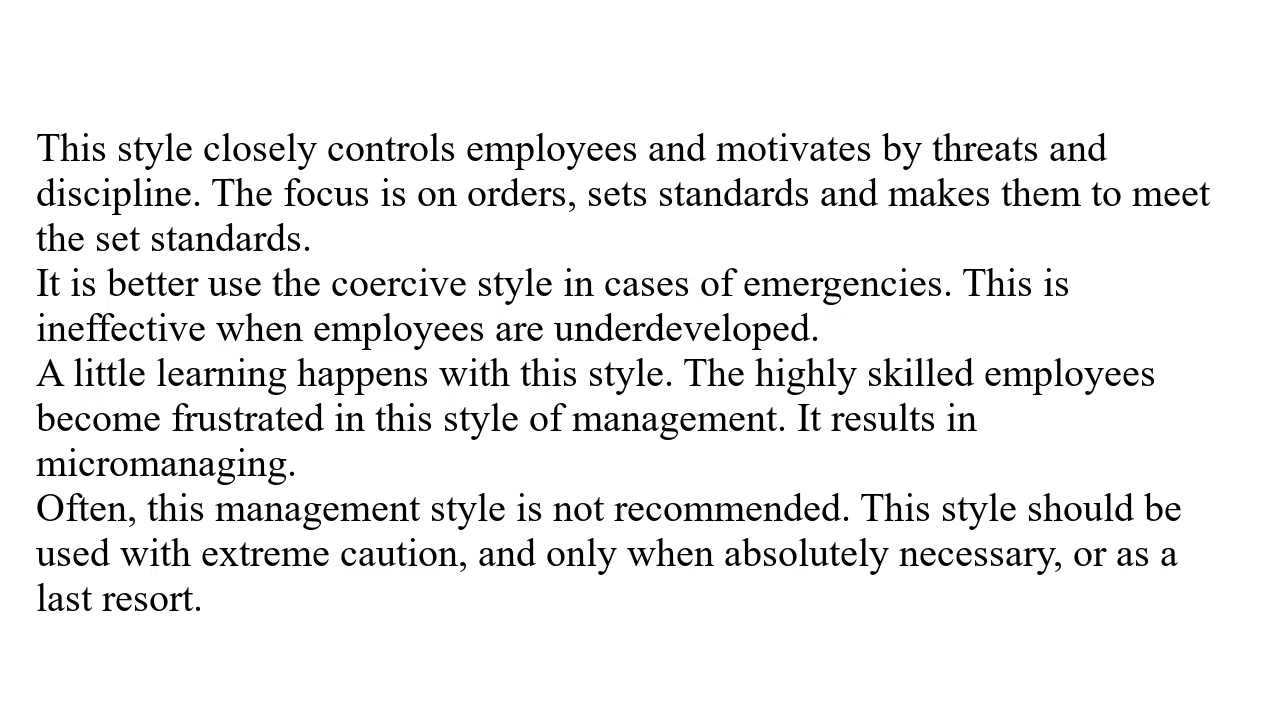 This style closely controls employees and motivates by threats and
discipline. The focus is on orders, sets standards and makes them to meet
the set standards.
It is better use the coercive style in cases of emergencies. This is
ineffective when employees are underdeveloped.
A little learning happens with this style. The highly skilled employees
become frustrated in this style of management. It results in
micromanaging.
Often, this management style is not recommended. This style should be
used with extreme caution, and only when absolutely necessary, or as a
last resort.